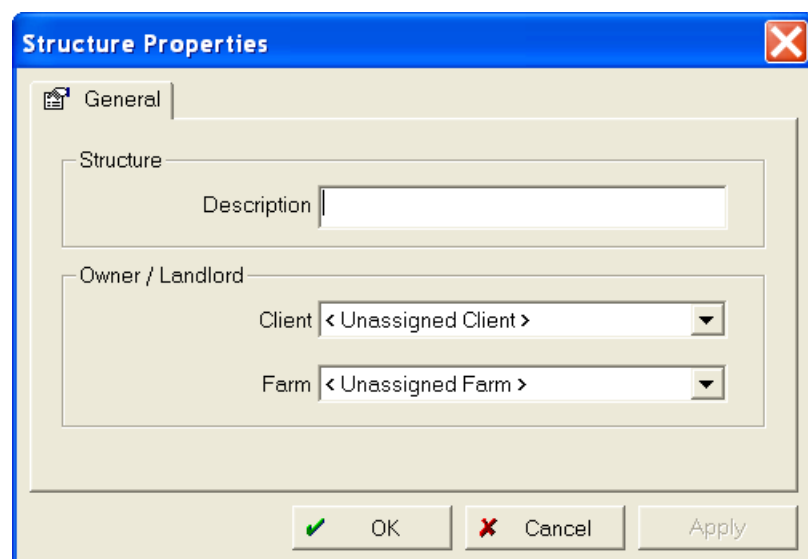 Structure Properties
General
Structure
Description
Owner / Landlord
Client < Unassigned Client >
Farm < Unassigned Farm >
OK Cancel Apply